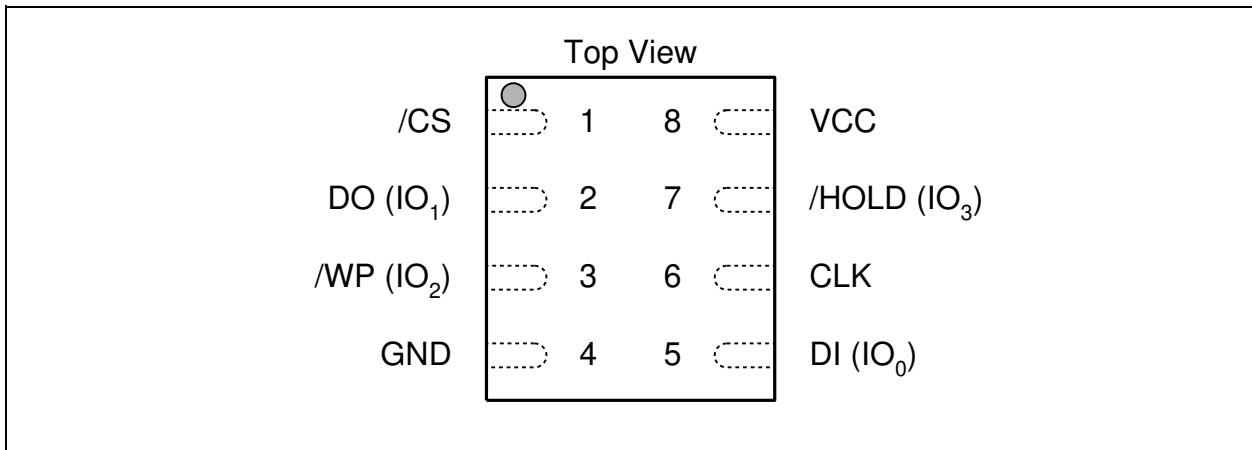 Top View
/CS 1 8 VCC
DO (IO₁) 2 7 /HOLD (IO₃)
/WP (IO₂) 3 6 CLK
GND 4 5 DI (IO₀)